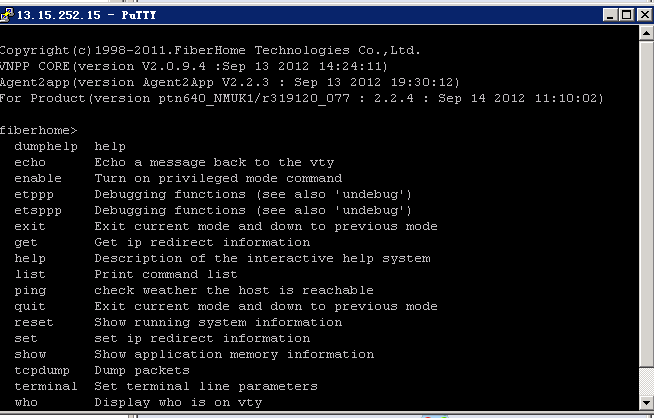 13.15.252.15 - PuTTY
Copyright(c)1998-2011.FiberHome Technologies Co.,Ltd.
VNPP CORE(version V2.0.9.4 :Sep 13 2012 14:24:11)
Agent2app(version Agent2App V2.2.3 : Sep 13 2012 19:30:12)
For Product(version ptn640_NMUK1/r319120_077 : 2.2.4 : Sep 14 2012 11:10:02)
fiberhome>
dumphelp help
echo Echo a message back to the vty
enable Turn on privileged mode command
etppp Debugging functions (see also 'undebug')
etsppp Debugging functions (see also 'undebug')
exit Exit current mode and down to previous mode
get Get ip redirect information
help Description of the interactive help system
list Print command list
ping check weather the host is reachable
quit Exit current mode and down to previous mode
reset Show running system information
set set ip redirect information
show Show application memory information
tcpdump Dump packets
terminal Set terminal line parameters
who Display who is on vty